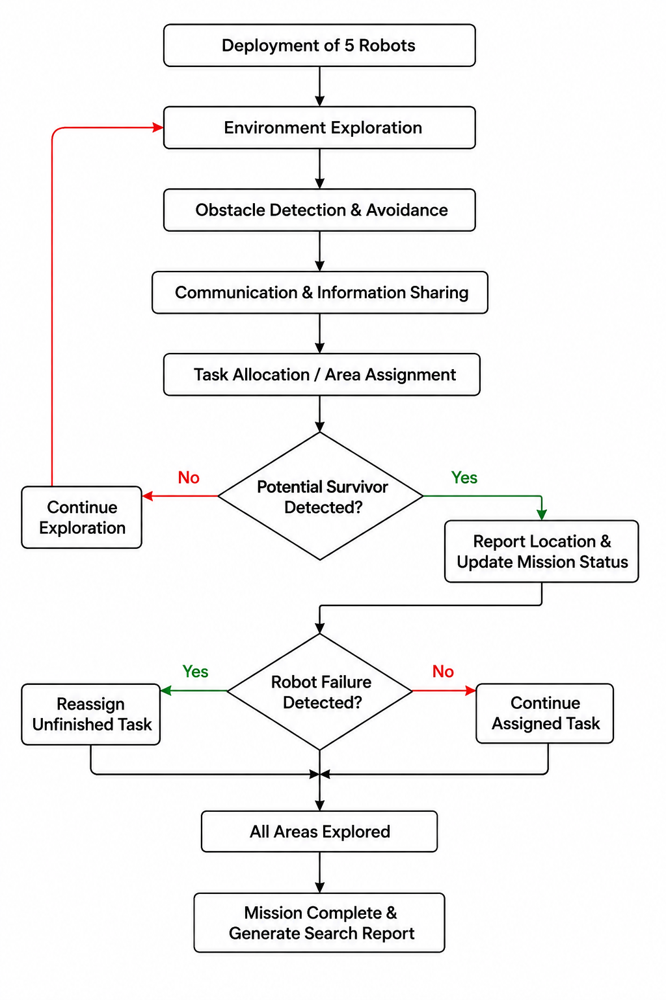 Deployment of 5 Robots
Environment Exploration
Obstacle Detection & Avoidance
Communication & Information Sharing
Task Allocation / Area Assignment
Potential Survivor
Detected?
No
Yes
Continue
Exploration
Report Location &
Update Mission Status
Robot Failure
Detected?
Yes
No
Reassign
Unfinished Task
Continue
Assigned Task
All Areas Explored
Mission Complete &
Generate Search Report